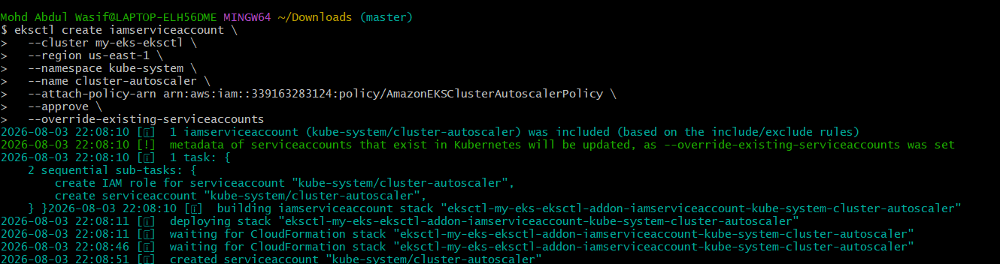 Mohd Abdul Wasif@LAPTOP-ELH56DME MINGW64 ~/Downloads (master)
$ eksctl create iamserviceaccount \
>   --cluster my-eks-eksctl \
>   --region us-east-1 \
>   --namespace kube-system \
>   --name cluster-autoscaler \
>   --attach-policy-arn arn:aws:iam::339163283124:policy/AmazonEKSClusterAutoscalerPolicy \
>   --approve \
>   --override-existing-serviceaccounts
2026-08-03 22:08:10 [ℹ]  1 iamserviceaccount (kube-system/cluster-autoscaler) was included (based on the include/exclude rules)
2026-08-03 22:08:10 [!]  metadata of serviceaccounts that exist in Kubernetes will be updated, as --override-existing-serviceaccounts was set
2026-08-03 22:08:10 [ℹ]  1 task: {
    2 sequential sub-tasks: {
        create IAM role for serviceaccount "kube-system/cluster-autoscaler",
        create serviceaccount "kube-system/cluster-autoscaler",
    } }2026-08-03 22:08:10 [ℹ]  building iamserviceaccount stack "eksctl-my-eks-eksctl-addon-iamserviceaccount-kube-system-cluster-autoscaler"
2026-08-03 22:08:11 [ℹ]  deploying stack "eksctl-my-eks-eksctl-addon-iamserviceaccount-kube-system-cluster-autoscaler"
2026-08-03 22:08:11 [ℹ]  waiting for CloudFormation stack "eksctl-my-eks-eksctl-addon-iamserviceaccount-kube-system-cluster-autoscaler"
2026-08-03 22:08:46 [ℹ]  waiting for CloudFormation stack "eksctl-my-eks-eksctl-addon-iamserviceaccount-kube-system-cluster-autoscaler"
2026-08-03 22:08:51 [ℹ]  created serviceaccount "kube-system/cluster-autoscaler"